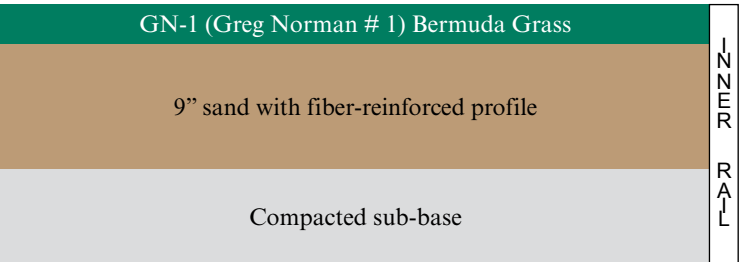 GN-1 (Greg Norman # 1) Bermuda Grass
9” sand with fiber-reinforced profile
Compacted sub-base
INNER RAIL